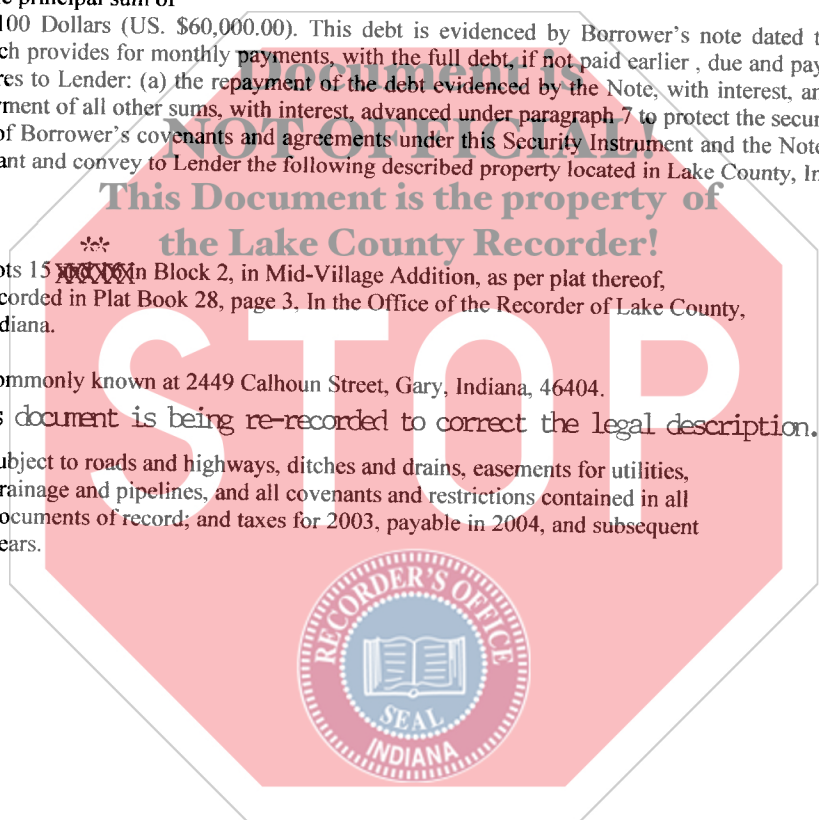 principal sum of
100 Dollars (US. $60,000.00). This debt is evidenced by Borrower's note dated
ch provides for monthly payments, with the full debt, if not paid earlier , due and pay
res to Lender: (a) the repayment of the debt evidenced by the Note, with interest, an
ment of all other sums, with interest, advanced under paragraph 7 to protect the secur
of Borrower's covenants and agreements under this Security Instrument and the Note
ant and convey to Lender the following described property located in Lake County, In
Document is
NOT OFFICIAL!
This Document is the property of
the Lake County Recorder!
**
ots 15 in Block 2, in Mid-Village Addition, as per plat thereof,
corded in Plat Book 28, page 3, In the Office of the Recorder of Lake County,
diana.
STOP
ommonly known at 2449 Calhoun Street, Gary, Indiana, 46404.
s document is being re-recorded to correct the legal description.
ubject to roads and highways, ditches and drains, easements for utilities,
rainage and pipelines, and all covenants and restrictions contained in all
ocuments of record; and taxes for 2003, payable in 2004, and subsequent
ears.
RECORDER'S OFFICE
SEAL
INDIANA